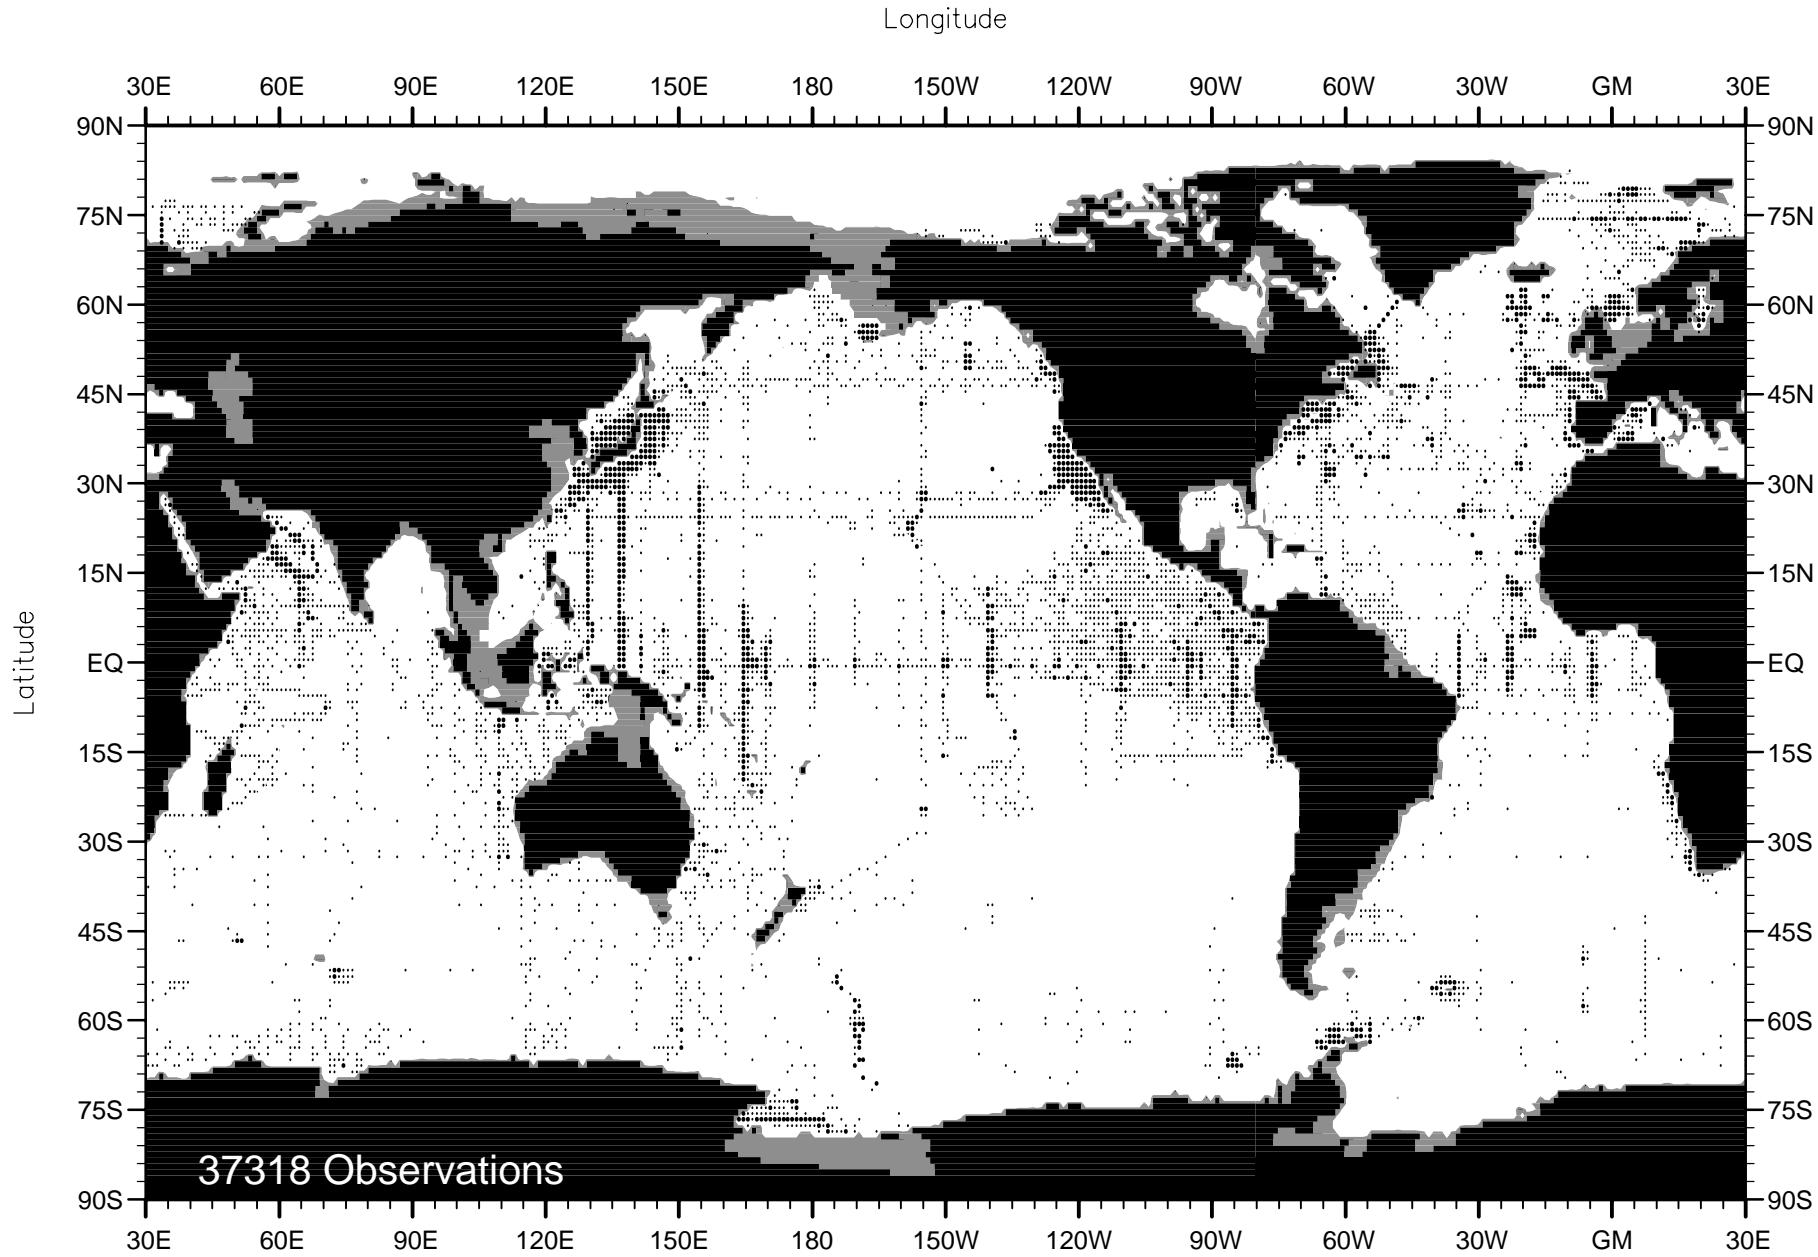 Longitude
30E 60E 90E 120E 150E 180 150W 120W 90W 60W 30W GM 30E
90N 90N
75N 75N
60N 60N
45N 45N
30N 30N
15N 15N
Latitude
EQ EQ
15S 15S
30S 30S
45S 45S
60S 60S
75S 75S
37318 Observations
90S 90S
30E 60E 90E 120E 150E 180 150W 120W 90W 60W 30W GM 30E